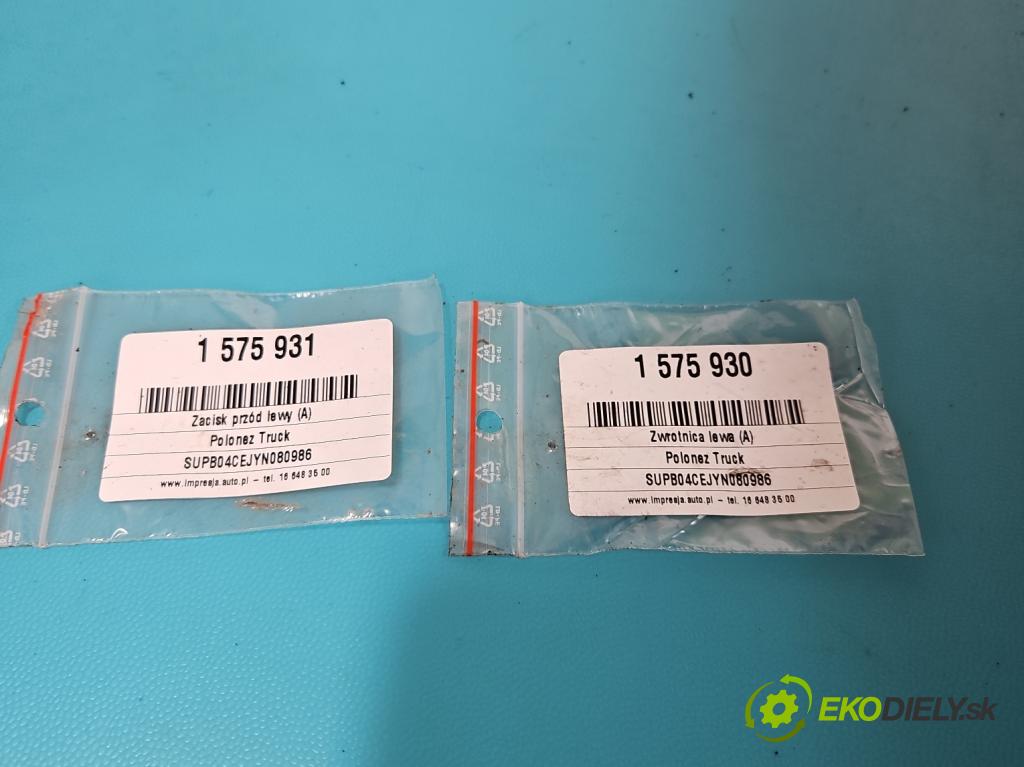 1 575 931
Zacisk przód lewy (A)
Polonez Truck
SUPB04CEJYN080986
www.impresja.auto.pl – tel. 16 648 35 00
1 575 930
Zwrotnica lewa (A)
Polonez Truck
SUPB04CEJYN080986
www.impresja.auto.pl – tel. 16 648 35 00
EKODIELY.sk